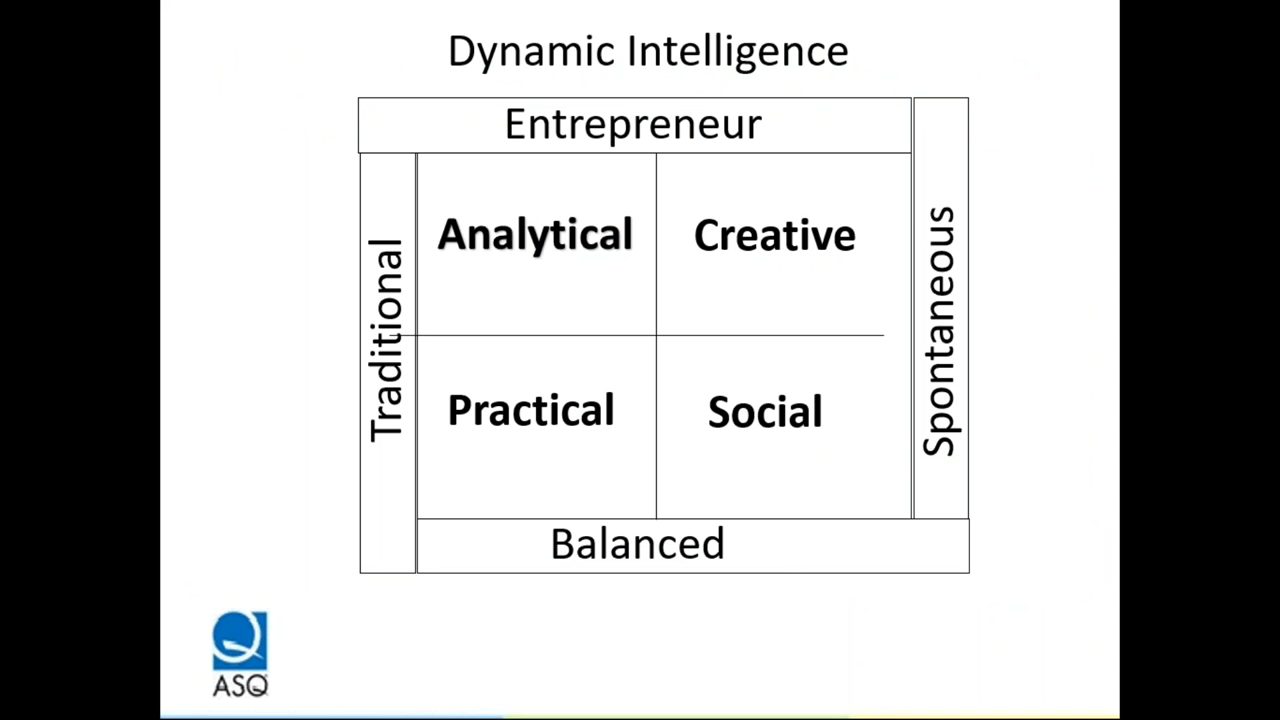 Dynamic Intelligence
Entrepreneur
Traditional
Analytical
Creative
Spontaneous
Practical
Social
Balanced
ASQ